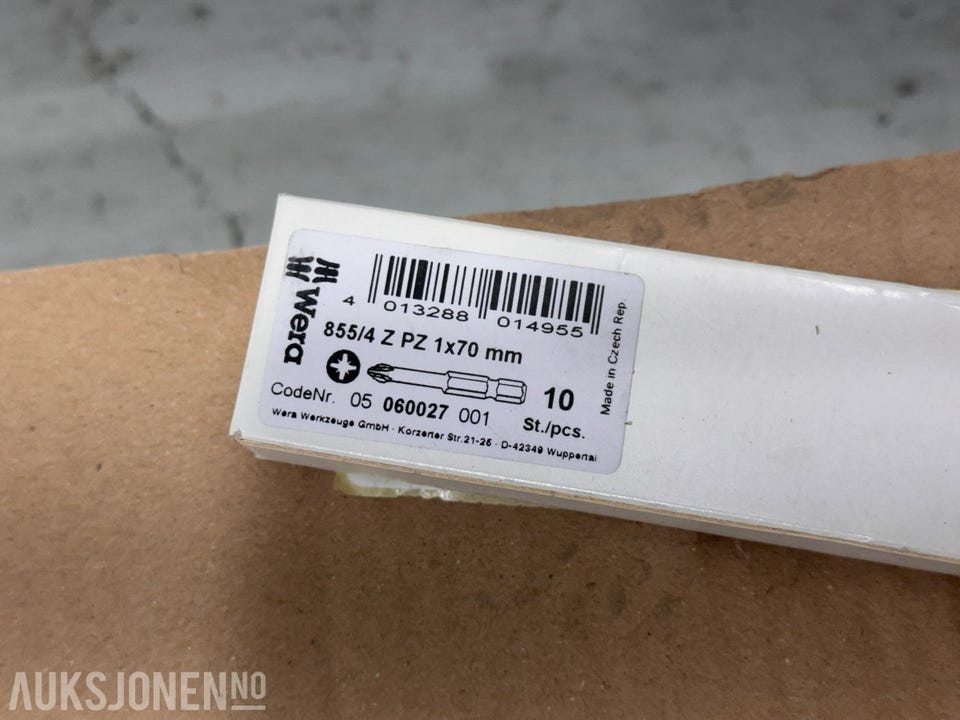 Wera
4 013288 014955
855/4 Z PZ 1x70 mm
CodeNr. 05 060027 001
10
St./pcs.
Wera Werkzeuge GmbH · Korzerter Str.21-25 · D-42349 Wuppertal
Made in Czech Rep.
AUKSJONEN NO